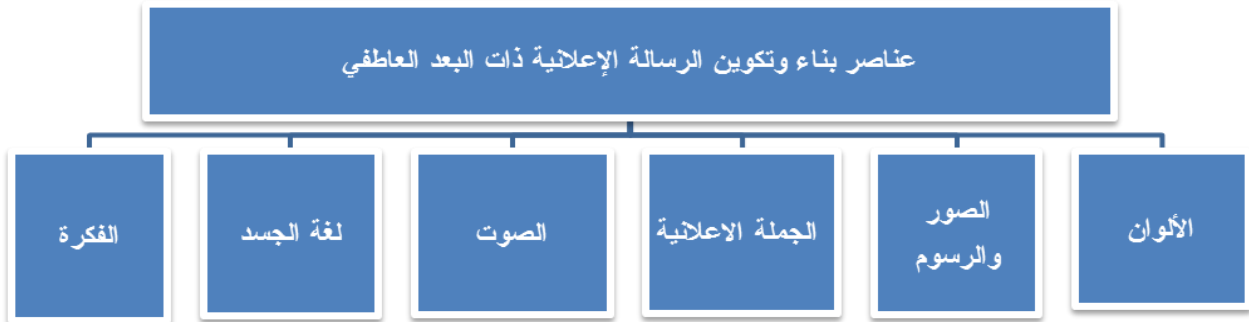 عناصر بناء وتكوين الرسالة الإعلانية ذات البعد العاطفي
الألوان
الصور
والرسوم
الجملة الاعلانية
الصوت
لغة الجسد
الفكرة